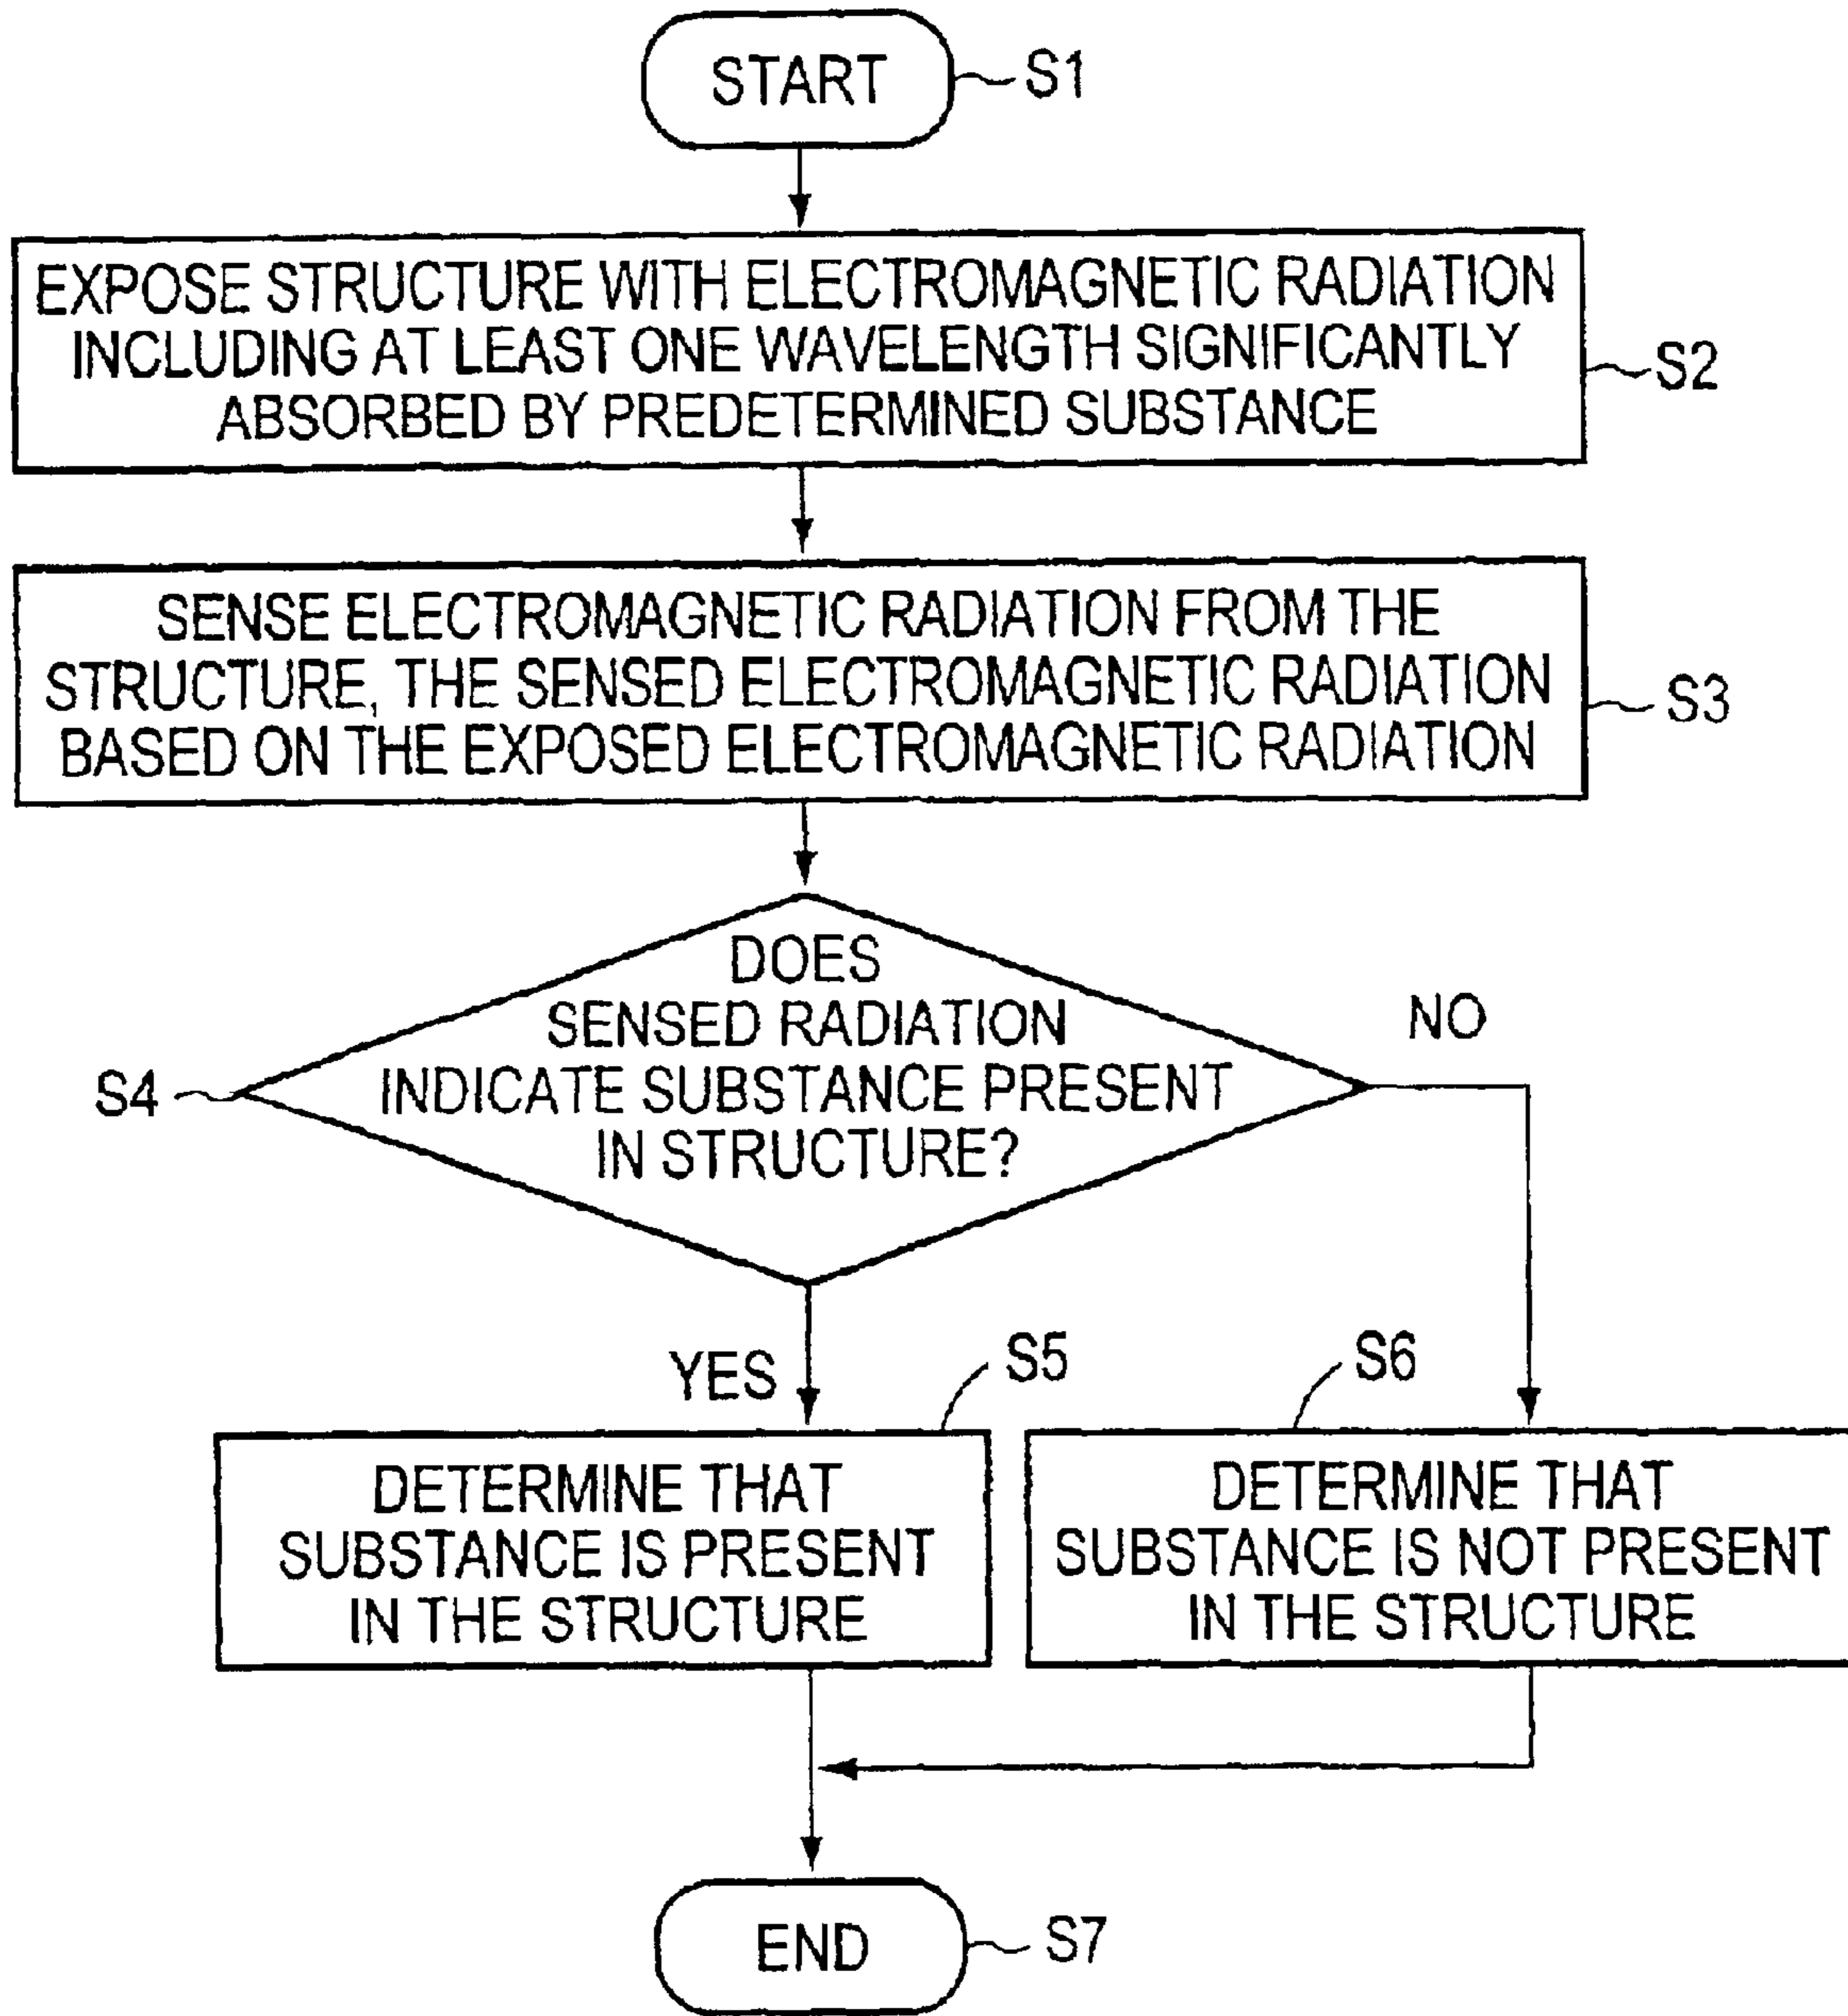 START
S1
EXPOSE STRUCTURE WITH ELECTROMAGNETIC RADIATION
INCLUDING AT LEAST ONE WAVELENGTH SIGNIFICANTLY
ABSORBED BY PREDETERMINED SUBSTANCE
S2
SENSE ELECTROMAGNETIC RADIATION FROM THE
STRUCTURE, THE SENSED ELECTROMAGNETIC RADIATION
BASED ON THE EXPOSED ELECTROMAGNETIC RADIATION
S3
DOES
SENSED RADIATION
INDICATE SUBSTANCE PRESENT
IN STRUCTURE?
S4
NO
YES
S5
DETERMINE THAT
SUBSTANCE IS PRESENT
IN THE STRUCTURE
S6
DETERMINE THAT
SUBSTANCE IS NOT PRESENT
IN THE STRUCTURE
END
S7